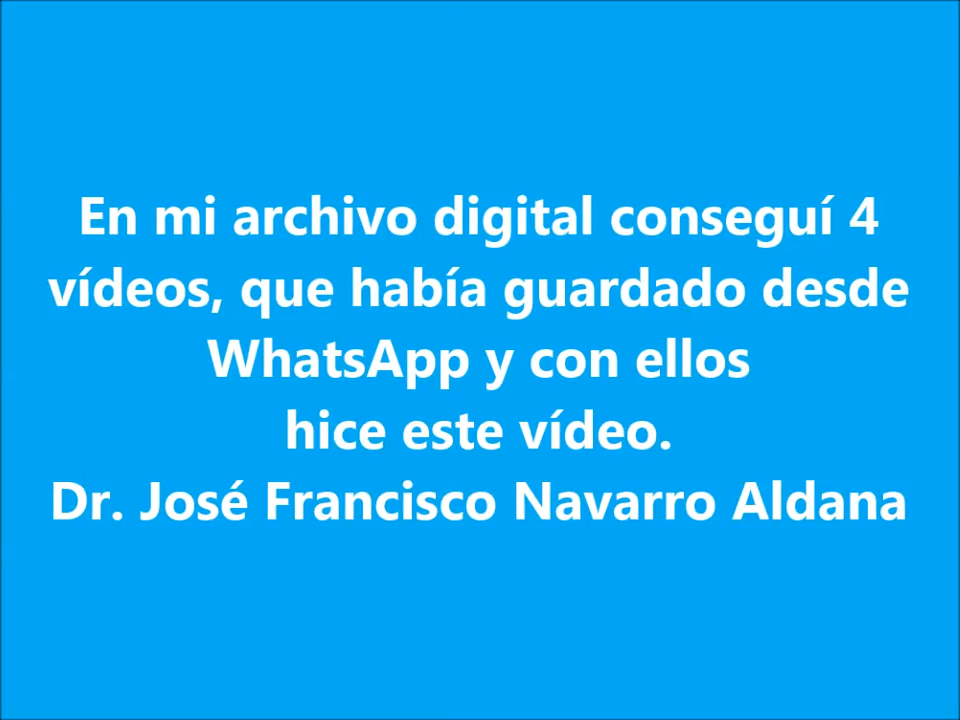 En mi archivo digital conseguí 4
vídeos, que había guardado desde
WhatsApp y con ellos
hice este vídeo.
Dr. José Francisco Navarro Aldana